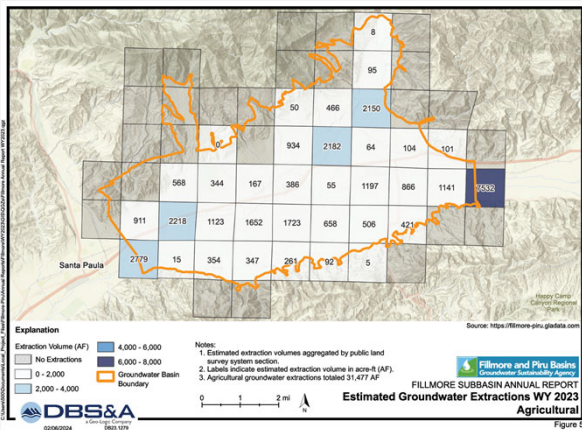 8
95
50 466 2150
0 934 2182 64 104 101
568 344 167 386 55 1197 866 1141 7532
911 2218 1123 1652 1723 658 506 421
2779 15 354 347 261 92 5
Santa Paula
Happy Camp
Canyon Regional
Park
Source: https://fillmore-piru.gladata.com
Explanation
Extraction Volume (AF)
No Extractions
0 - 2,000
2,000 - 4,000
4,000 - 6,000
6,000 - 8,000
Groundwater Basin
Boundary
Notes:
1. Estimated extraction volumes aggregated by public land
survey system section.
2. Labels indicate estimated extraction volume in acre-ft (AF).
3. Agricultural groundwater extractions totaled 31,477 AF
0 1 2 mi
N
Fillmore and Piru Basins
Groundwater Sustainability Agency
FILLMORE SUBBASIN ANNUAL REPORT
Estimated Groundwater Extractions WY 2023
Agricultural
DBS&A
a Geo-Logic Company
02/06/2024 DB23.1279
Figure